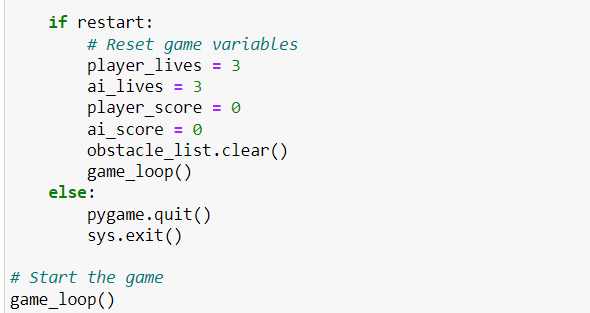 if restart:
# Reset game variables
player_lives = 3
ai_lives = 3
player_score = 0
ai_score = 0
obstacle_list.clear()
game_loop()
else:
pygame.quit()
sys.exit()
# Start the game
game_loop()